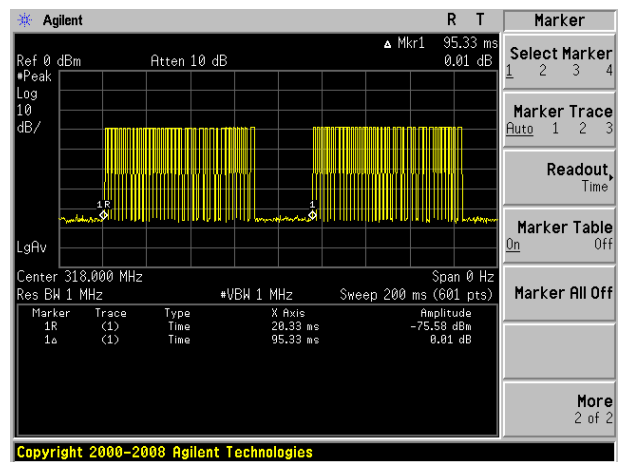 Agilent R T
Δ Mkr1 95.33 ms
Ref 0 dBm Atten 10 dB 0.01 dB
#Peak
Log
10
dB/
1R
1
LgAv
Center 318.000 MHz Span 0 Hz
Res BW 1 MHz #VBW 1 MHz Sweep 200 ms (601 pts)
Marker Trace Type X Axis Amplitude
1R (1) Time 20.33 ms -75.58 dBm
1Δ (1) Time 95.33 ms 0.01 dB
Copyright 2000-2008 Agilent Technologies
Marker
Select Marker
1 2 3 4
Marker Trace
Auto 1 2 3
Readout
Time
Marker Table
On Off
Marker All Off
More
2 of 2